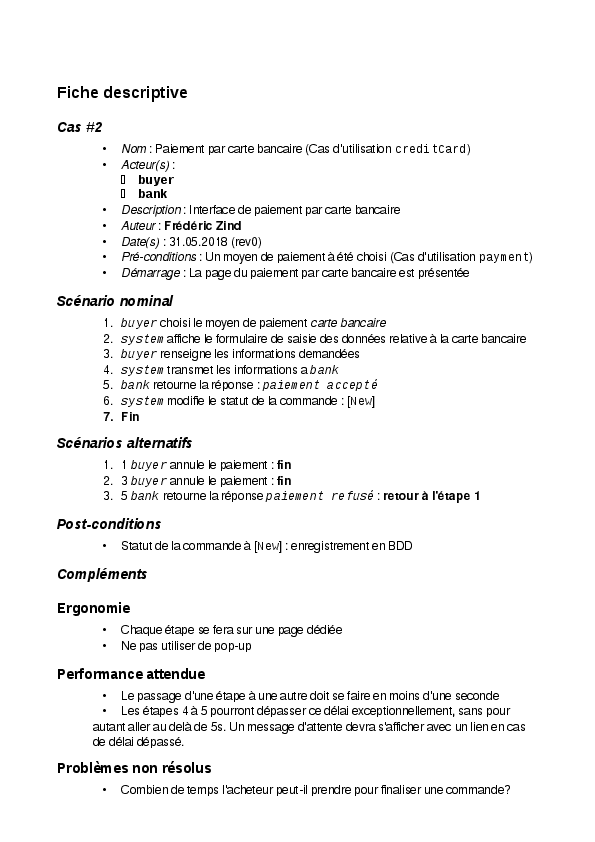 Fiche descriptive
Cas #2
• Nom : Paiement par carte bancaire (Cas d'utilisation creditCard)
• Acteur(s) :
▯ buyer
▯ bank
• Description : Interface de paiement par carte bancaire
• Auteur : Frédéric Zind
• Date(s) : 31.05.2018 (rev0)
• Pré-conditions : Un moyen de paiement à été choisi (Cas d'utilisation payment)
• Démarrage : La page du paiement par carte bancaire est présentée
Scénario nominal
1. buyer choisi le moyen de paiement carte bancaire
2. system affiche le formulaire de saisie des données relative à la carte bancaire
3. buyer renseigne les informations demandées
4. system transmet les informations a bank
5. bank retourne la réponse : paiement accepté
6. system modifie le statut de la commande : [New]
7. Fin
Scénarios alternatifs
1. 1 buyer annule le paiement : fin
2. 3 buyer annule le paiement : fin
3. 5 bank retourne la réponse paiement refusé : retour à l'étape 1
Post-conditions
• Statut de la commande à [New] : enregistrement en BDD
Compléments
Ergonomie
• Chaque étape se fera sur une page dédiée
• Ne pas utiliser de pop-up
Performance attendue
• Le passage d'une étape à une autre doit se faire en moins d'une seconde
• Les étapes 4 à 5 pourront dépasser ce délai exceptionnellement, sans pour
autant aller au delà de 5s. Un message d'attente devra s'afficher avec un lien en cas
de délai dépassé.
Problèmes non résolus
• Combien de temps l'acheteur peut-il prendre pour finaliser une commande?